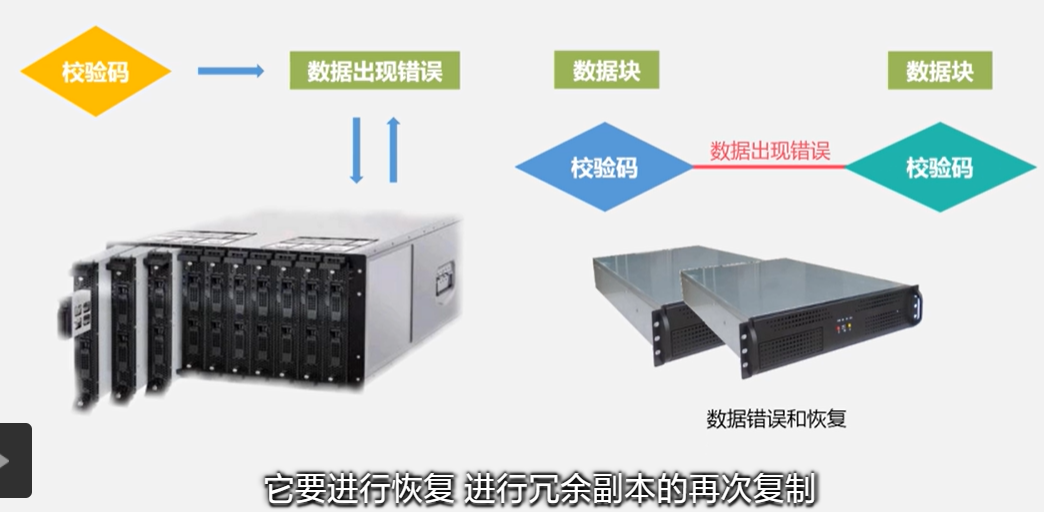 校验码
数据出现错误
数据块
数据块
校验码
数据出现错误
校验码
数据错误和恢复
它要进行恢复 进行冗余副本的再次复制